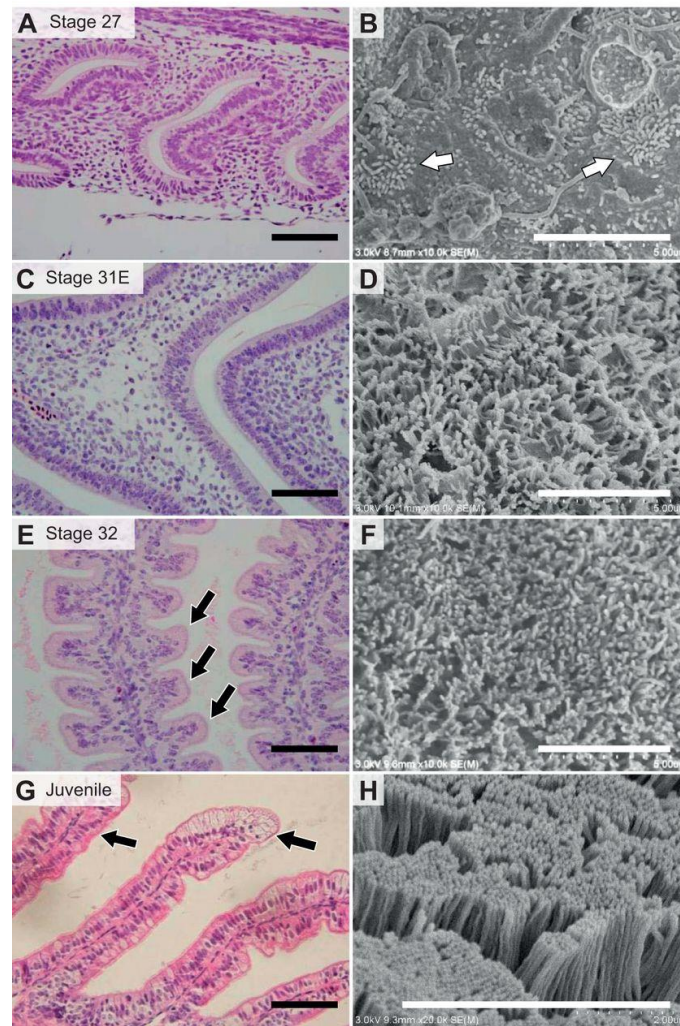 A Stage 27
B
3.0kV 8.7mm x10.0k SE(M) 5.00um
C Stage 31E
D
3.0kV 10.1mm x10.0k SE(M) 5.00um
E Stage 32
F
3.0kV 9.6mm x10.0k SE(M) 5.00um
G Juvenile
H
3.0kV 9.3mm x20.0k SE(M) 2.00um